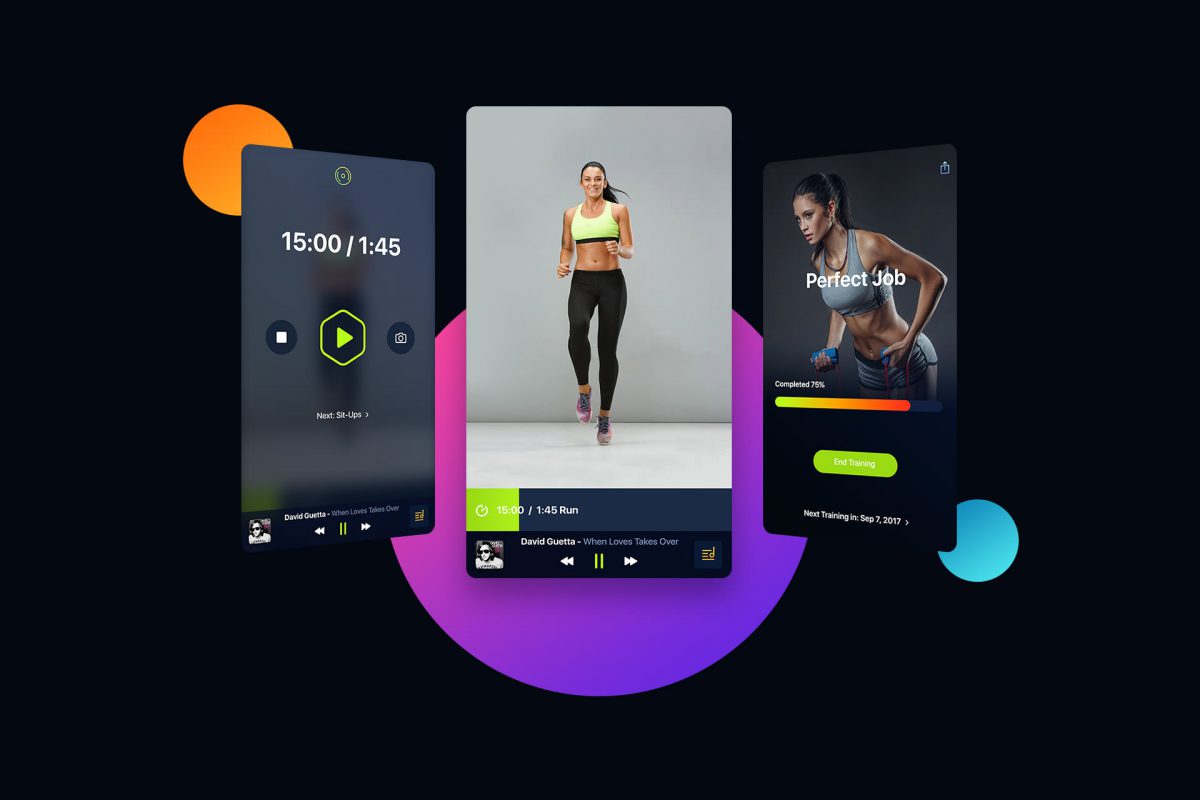 15:00 / 1:45
Next: Sit-Ups >
David Guetta - When Loves Takes Over
15:00 / 1:45 Run
David Guetta - When Loves Takes Over
Perfect Job
Completed 75%
End Training
Next Training in: Sep 7, 2017 >